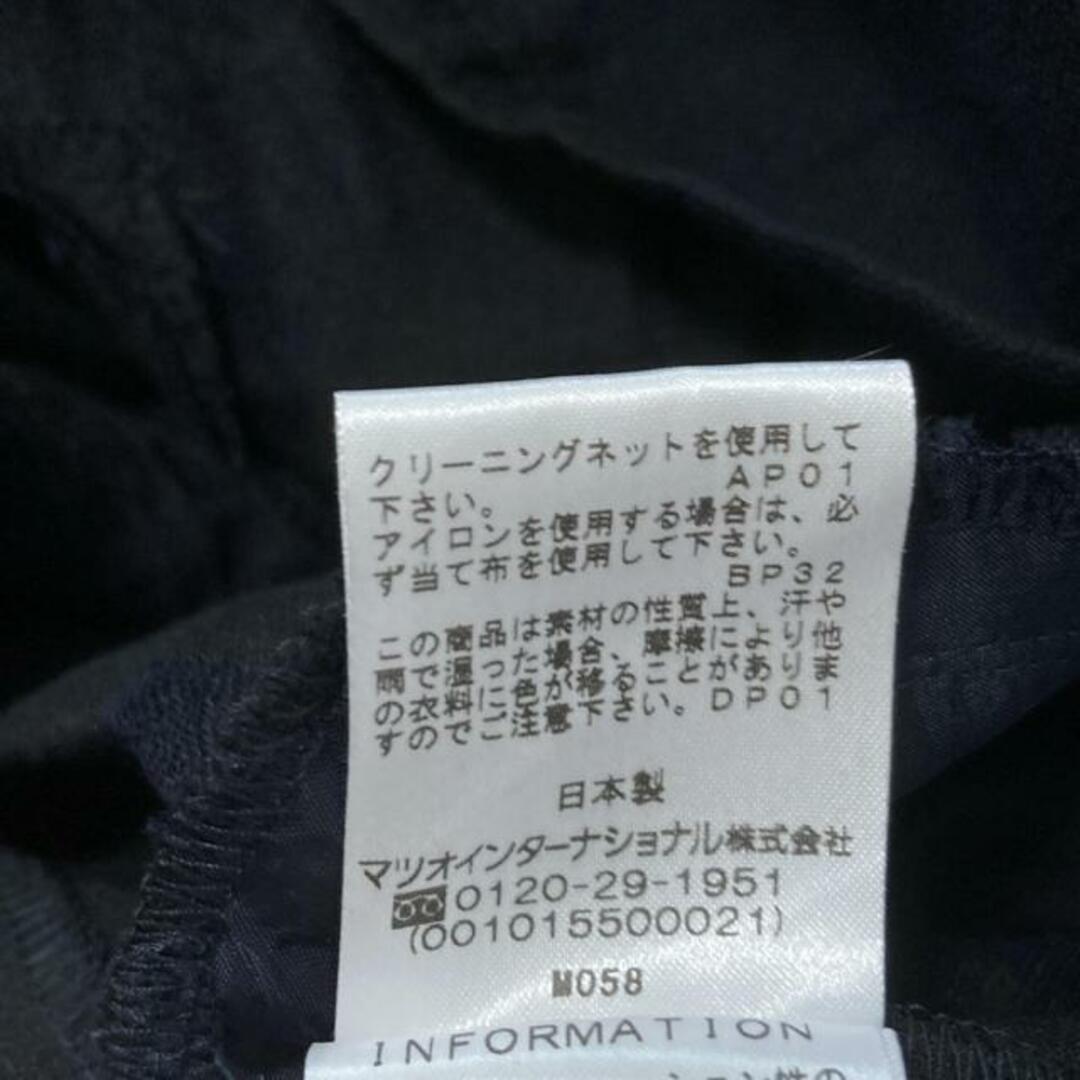 クリーニングネットを使用して
下さい。 AP01
アイロンを使用する場合は、必
ず当て布を使用して下さい。
BP32
この商品は素材の性質上、汗や
雨で湿った場合、摩擦により他
の衣料に色が移ることがありま
すのでご注意下さい。DP01
日本製
マツオインターナショナル株式会社
0120-29-1951
(001015500021)
M058
INFORMATION